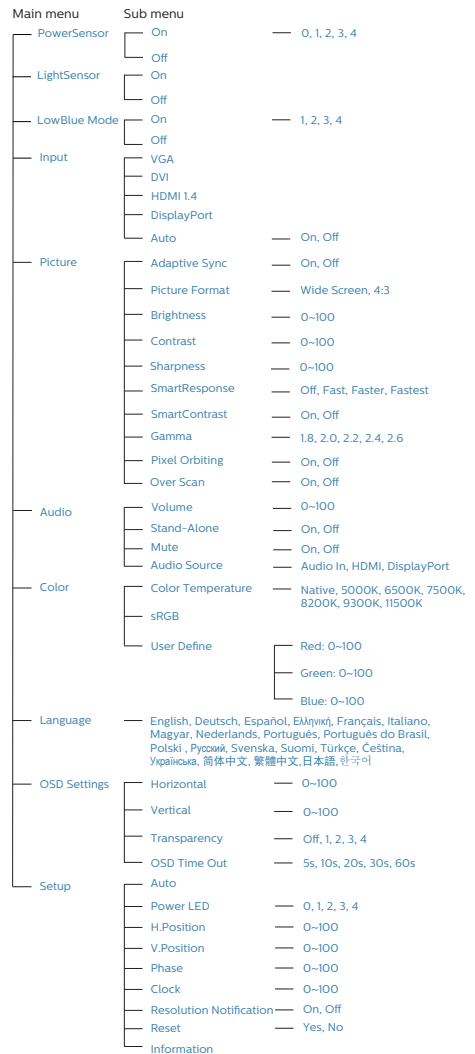 Main menu Sub menu
PowerSensor On 0, 1, 2, 3, 4
Off
LightSensor On
Off
LowBlue Mode On 1, 2, 3, 4
Off
Input VGA
DVI
HDMI 1.4
DisplayPort
Auto On, Off
Picture Adaptive Sync On, Off
Picture Format Wide Screen, 4:3
Brightness 0~100
Contrast 0~100
Sharpness 0~100
SmartResponse Off, Fast, Faster, Fastest
SmartContrast On, Off
Gamma 1.8, 2.0, 2.2, 2.4, 2.6
Pixel Orbiting On, Off
Over Scan On, Off
Audio Volume 0~100
Stand-Alone On, Off
Mute On, Off
Audio Source Audio In, HDMI, DisplayPort
Color Color Temperature Native, 5000K, 6500K, 7500K,
8200K, 9300K, 11500K
sRGB
User Define Red: 0~100
Green: 0~100
Blue: 0~100
Language English, Deutsch, Español, Ελληνική, Français, Italiano,
Magyar, Nederlands, Português, Português do Brasil,
Polski , Русский, Svenska, Suomi, Türkçe, Čeština,
Українська, 简体中文, 繁體中文,日本語,한국어
OSD Settings Horizontal 0~100
Vertical 0~100
Transparency Off, 1, 2, 3, 4
OSD Time Out 5s, 10s, 20s, 30s, 60s
Setup Auto
Power LED 0, 1, 2, 3, 4
H.Position 0~100
V.Position 0~100
Phase 0~100
Clock 0~100
Resolution Notification On, Off
Reset Yes, No
Information